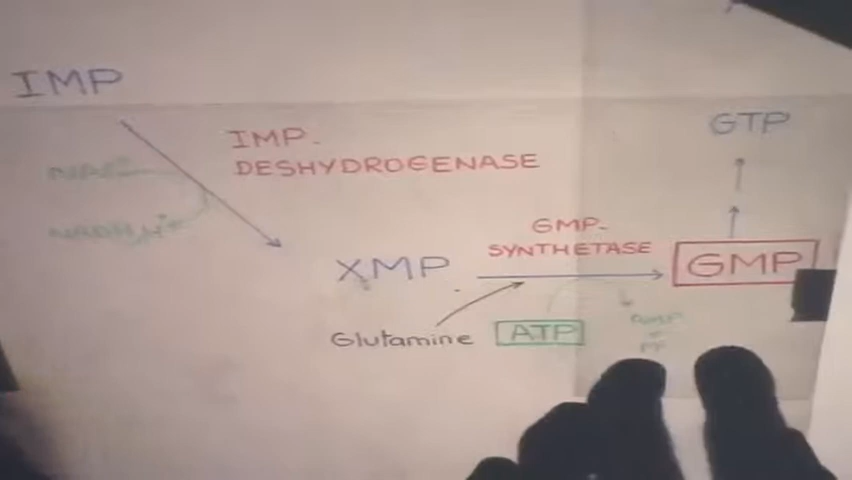 IMP
IMP-
DESHYDROGENASE
GTP
GMP-
SYNTHETASE
XMP
GMP
Glutamine
ATP